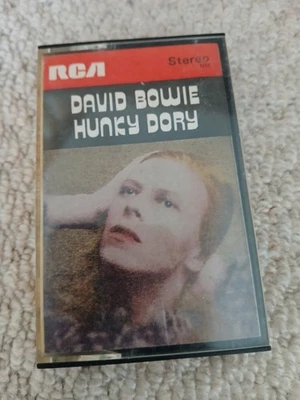 RCA Stereo
DAVID BOWIE
HUNKY DORY